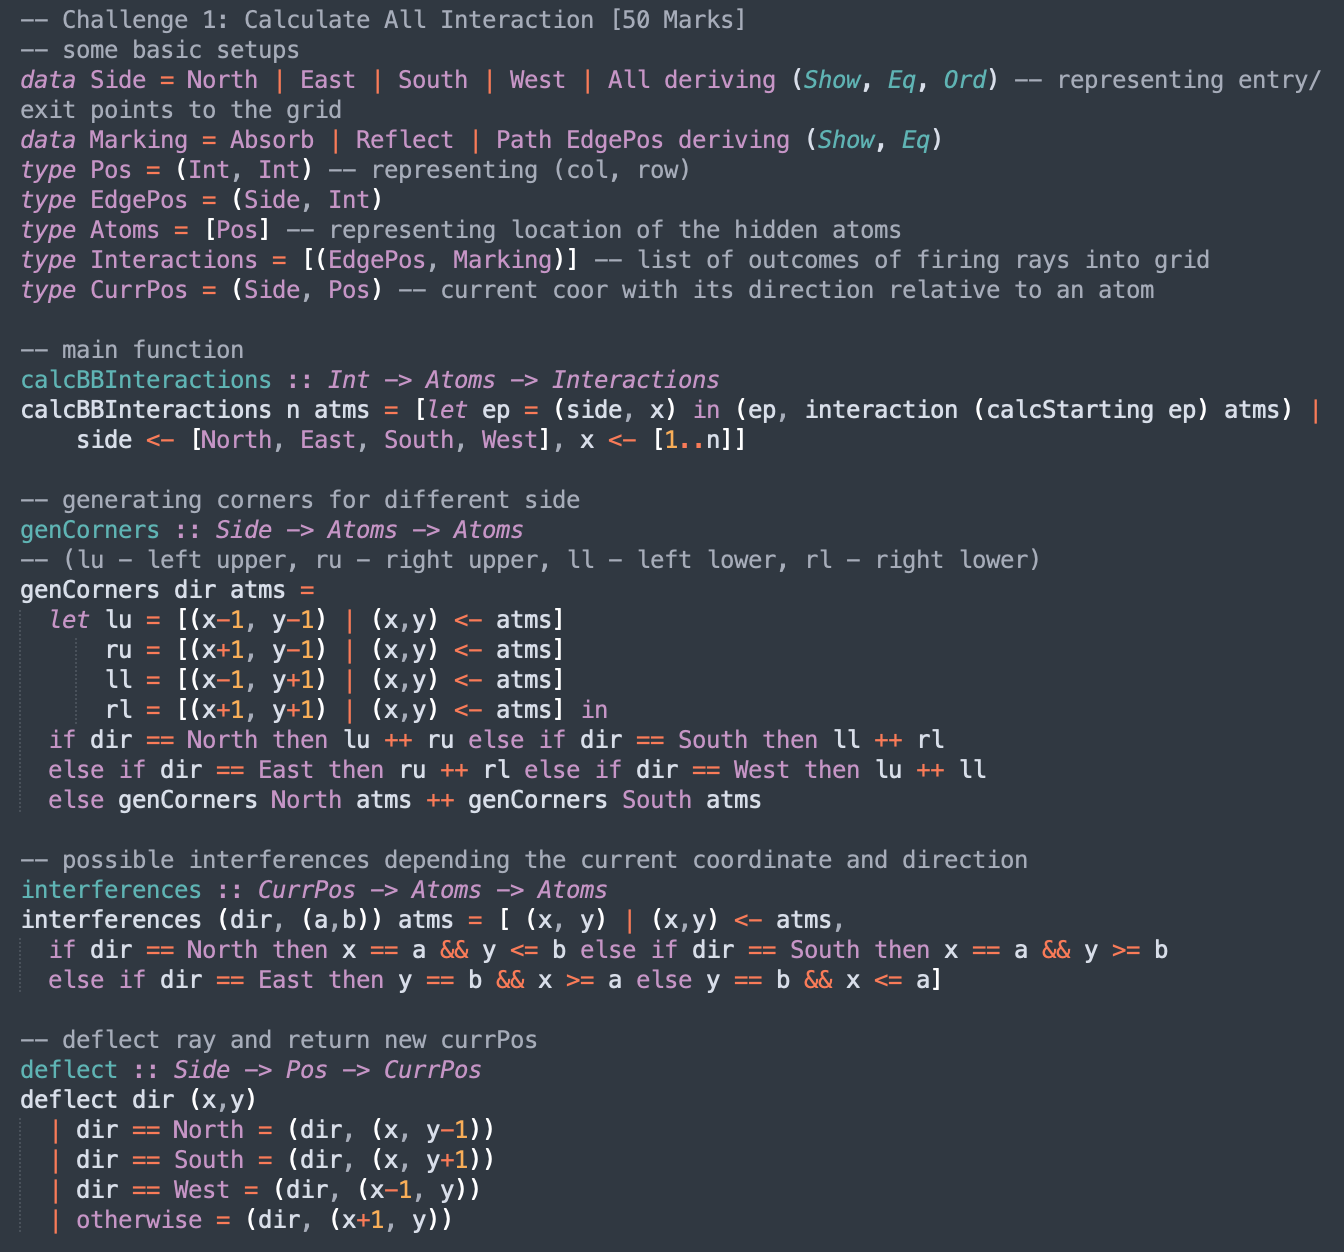 -- Challenge 1: Calculate All Interaction [50 Marks]
-- some basic setups
data Side = North | East | South | West | All deriving (Show, Eq, Ord) -- representing entry/
exit points to the grid
data Marking = Absorb | Reflect | Path EdgePos deriving (Show, Eq)
type Pos = (Int, Int) -- representing (col, row)
type EdgePos = (Side, Int)
type Atoms = [Pos] -- representing location of the hidden atoms
type Interactions = [(EdgePos, Marking)] -- list of outcomes of firing rays into grid
type CurrPos = (Side, Pos) -- current coor with its direction relative to an atom

-- main function
calcBBInteractions :: Int -> Atoms -> Interactions
calcBBInteractions n atms = [let ep = (side, x) in (ep, interaction (calcStarting ep) atms) |
    side <- [North, East, South, West], x <- [1..n]]

-- generating corners for different side
genCorners :: Side -> Atoms -> Atoms
-- (lu - left upper, ru - right upper, ll - left lower, rl - right lower)
genCorners dir atms =
  let lu = [(x-1, y-1) | (x,y) <- atms]
      ru = [(x+1, y-1) | (x,y) <- atms]
      ll = [(x-1, y+1) | (x,y) <- atms]
      rl = [(x+1, y+1) | (x,y) <- atms] in
  if dir == North then lu ++ ru else if dir == South then ll ++ rl
  else if dir == East then ru ++ rl else if dir == West then lu ++ ll
  else genCorners North atms ++ genCorners South atms

-- possible interferences depending the current coordinate and direction
interferences :: CurrPos -> Atoms -> Atoms
interferences (dir, (a,b)) atms = [ (x, y) | (x,y) <- atms,
  if dir == North then x == a && y <= b else if dir == South then x == a && y >= b
  else if dir == East then y == b && x >= a else y == b && x <= a]

-- deflect ray and return new currPos
deflect :: Side -> Pos -> CurrPos
deflect dir (x,y)
  | dir == North = (dir, (x, y-1))
  | dir == South = (dir, (x, y+1))
  | dir == West = (dir, (x-1, y))
  | otherwise = (dir, (x+1, y))